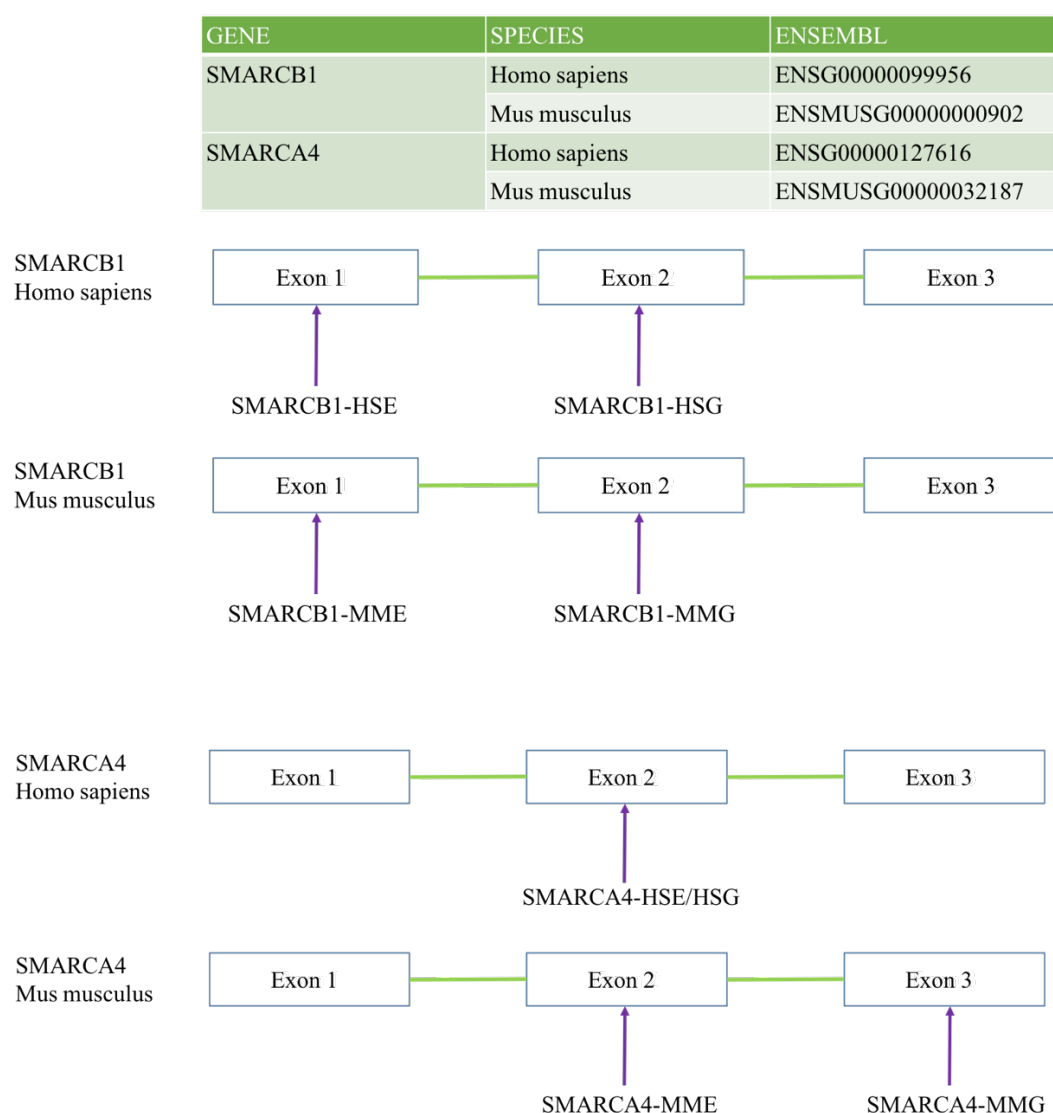 GENE SPECIES ENSEMBL
SMARCB1 Homo sapiens ENSG00000099956
Mus musculus ENSMUSG00000000902
SMARCA4 Homo sapiens ENSG00000127616
Mus musculus ENSMUSG00000032187
SMARCB1
Homo sapiens
Exon 1 Exon 2 Exon 3
SMARCB1-HSE SMARCB1-HSG
SMARCB1
Mus musculus
Exon 1 Exon 2 Exon 3
SMARCB1-MME SMARCB1-MMG
SMARCA4
Homo sapiens
Exon 1 Exon 2 Exon 3
SMARCA4-HSE/HSG
SMARCA4
Mus musculus
Exon 1 Exon 2 Exon 3
SMARCA4-MME SMARCA4-MMG